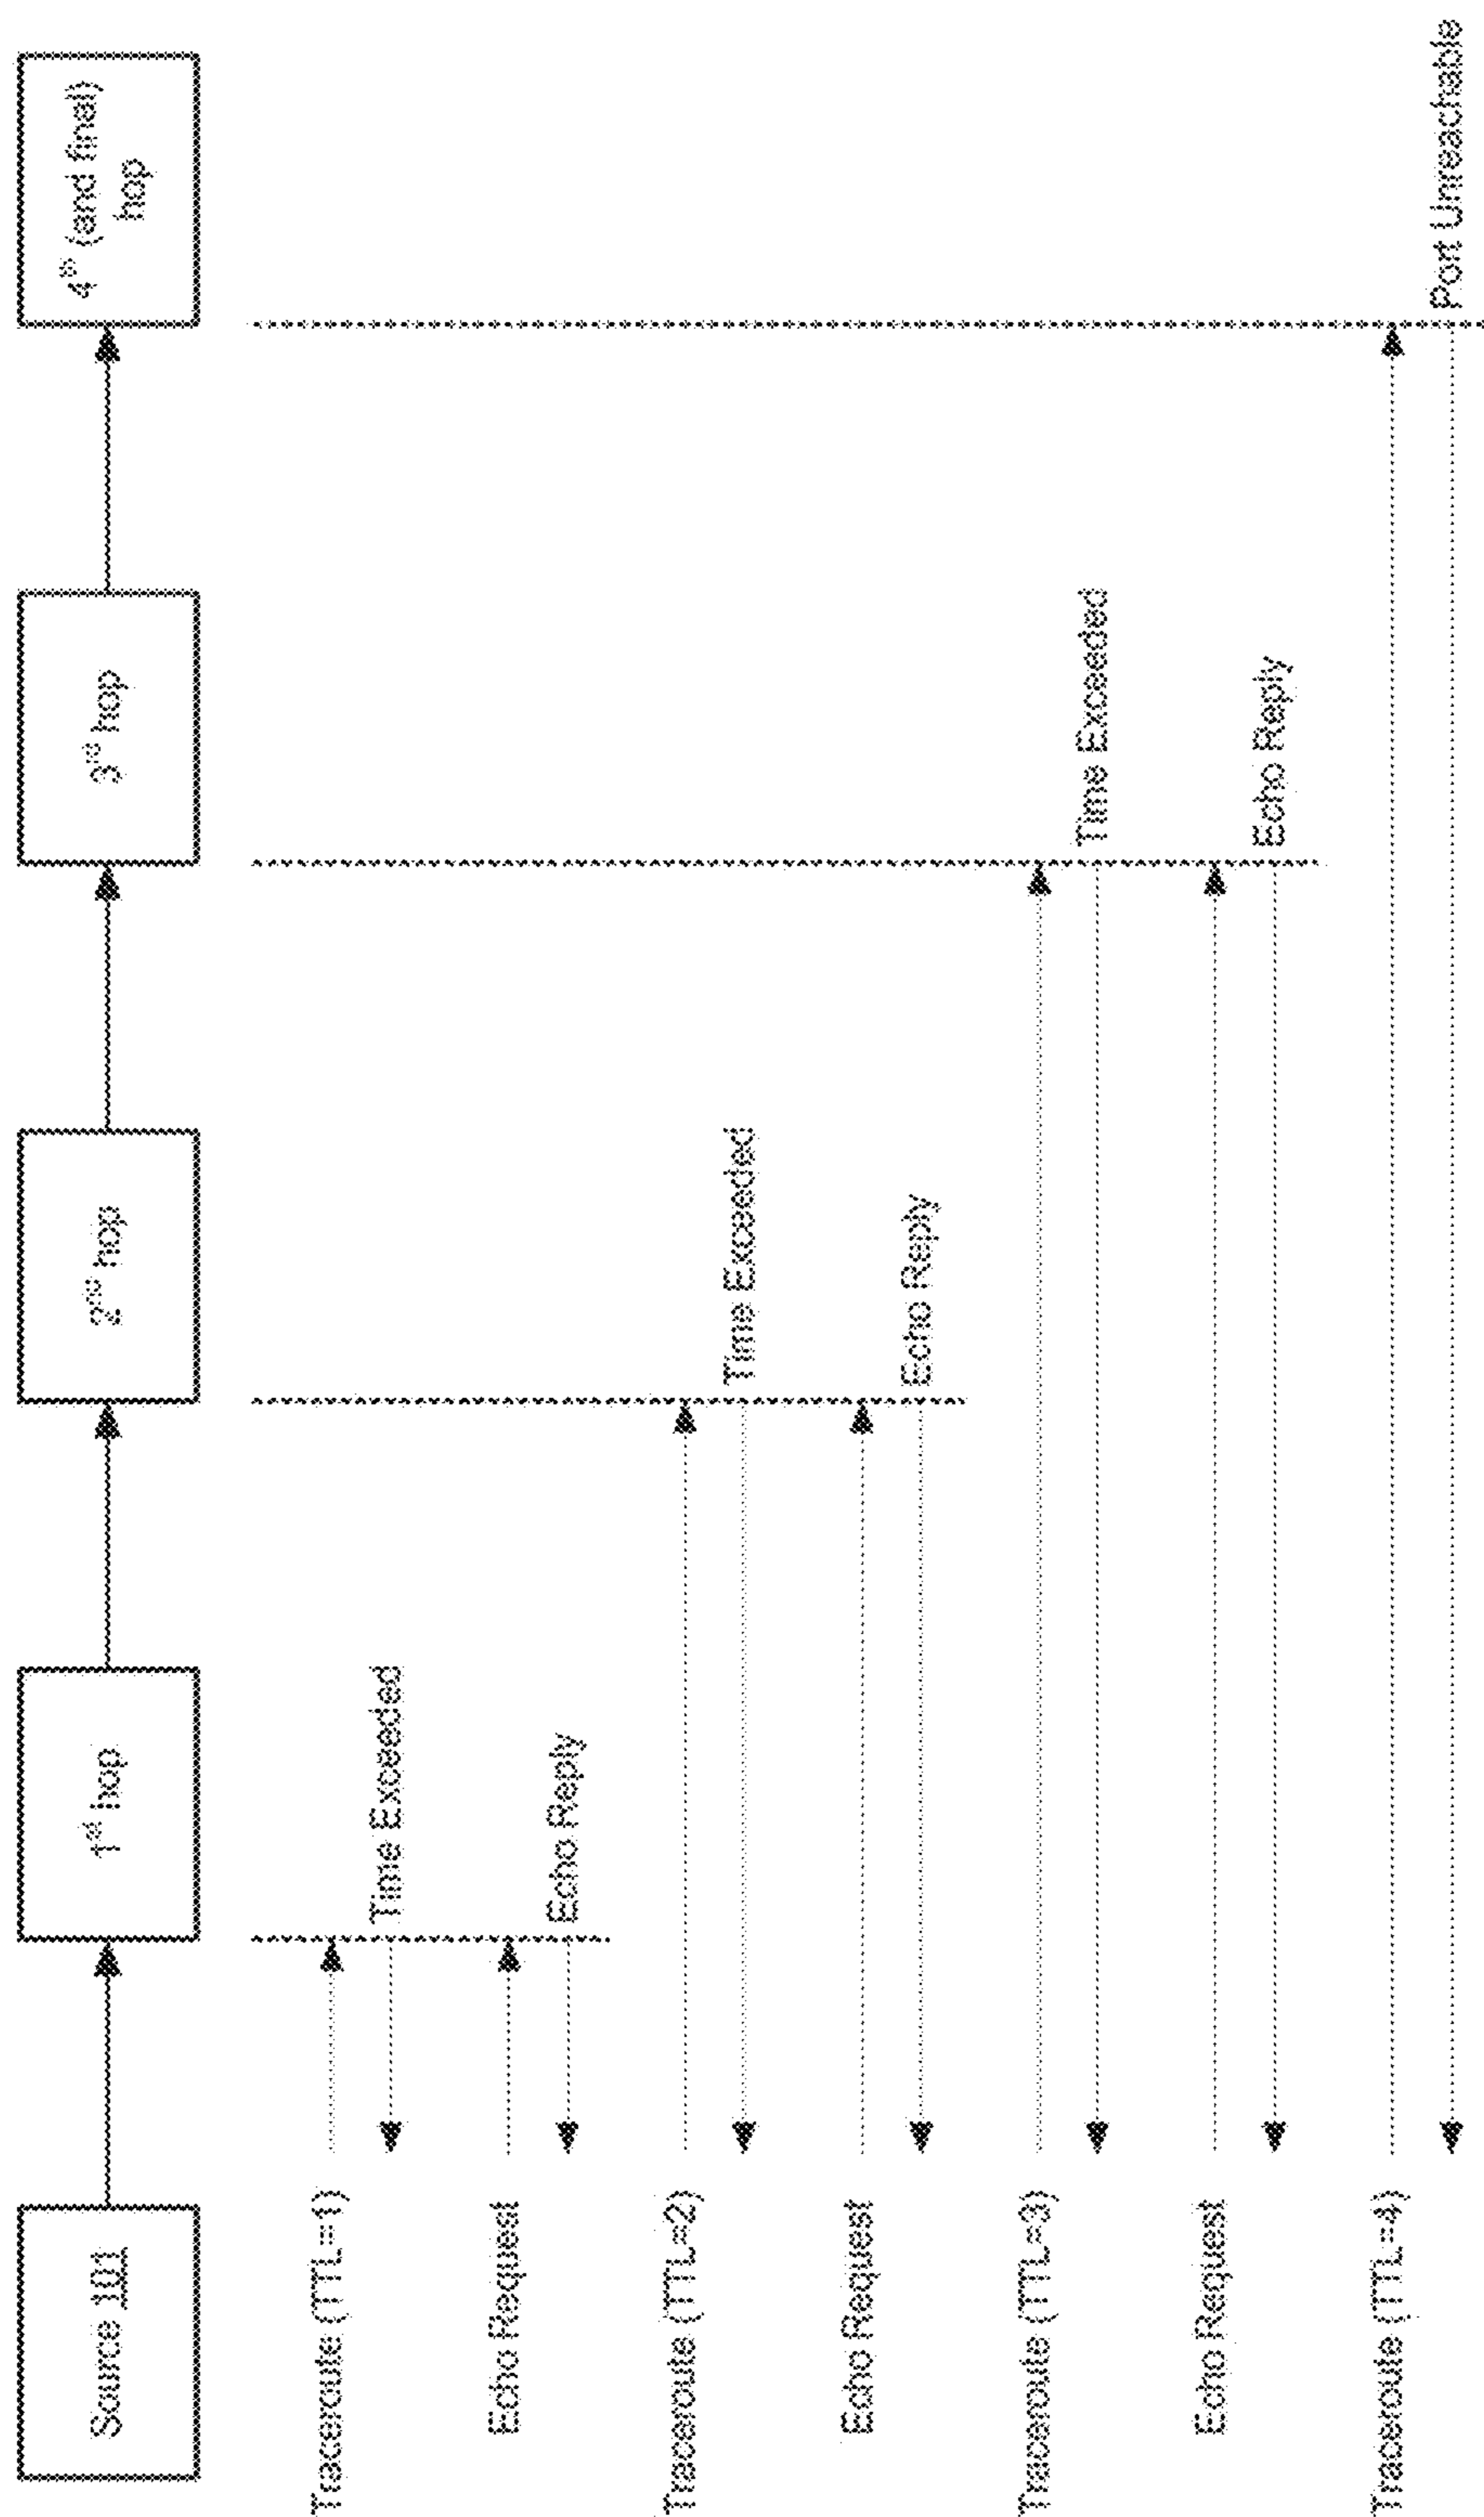 Source 101
1st hop
2nd hop
3rd hop
4th (and final)
hop
Traceroute (TTL=1)
Time Exceeded
Echo Request
Echo Reply
Traceroute (TTL=2)
Time Exceeded
Echo Request
Echo Reply
Traceroute (TTL=3)
Time Exceeded
Echo Request
Echo Reply
Traceroute (TTL=4)
Port Unreachable